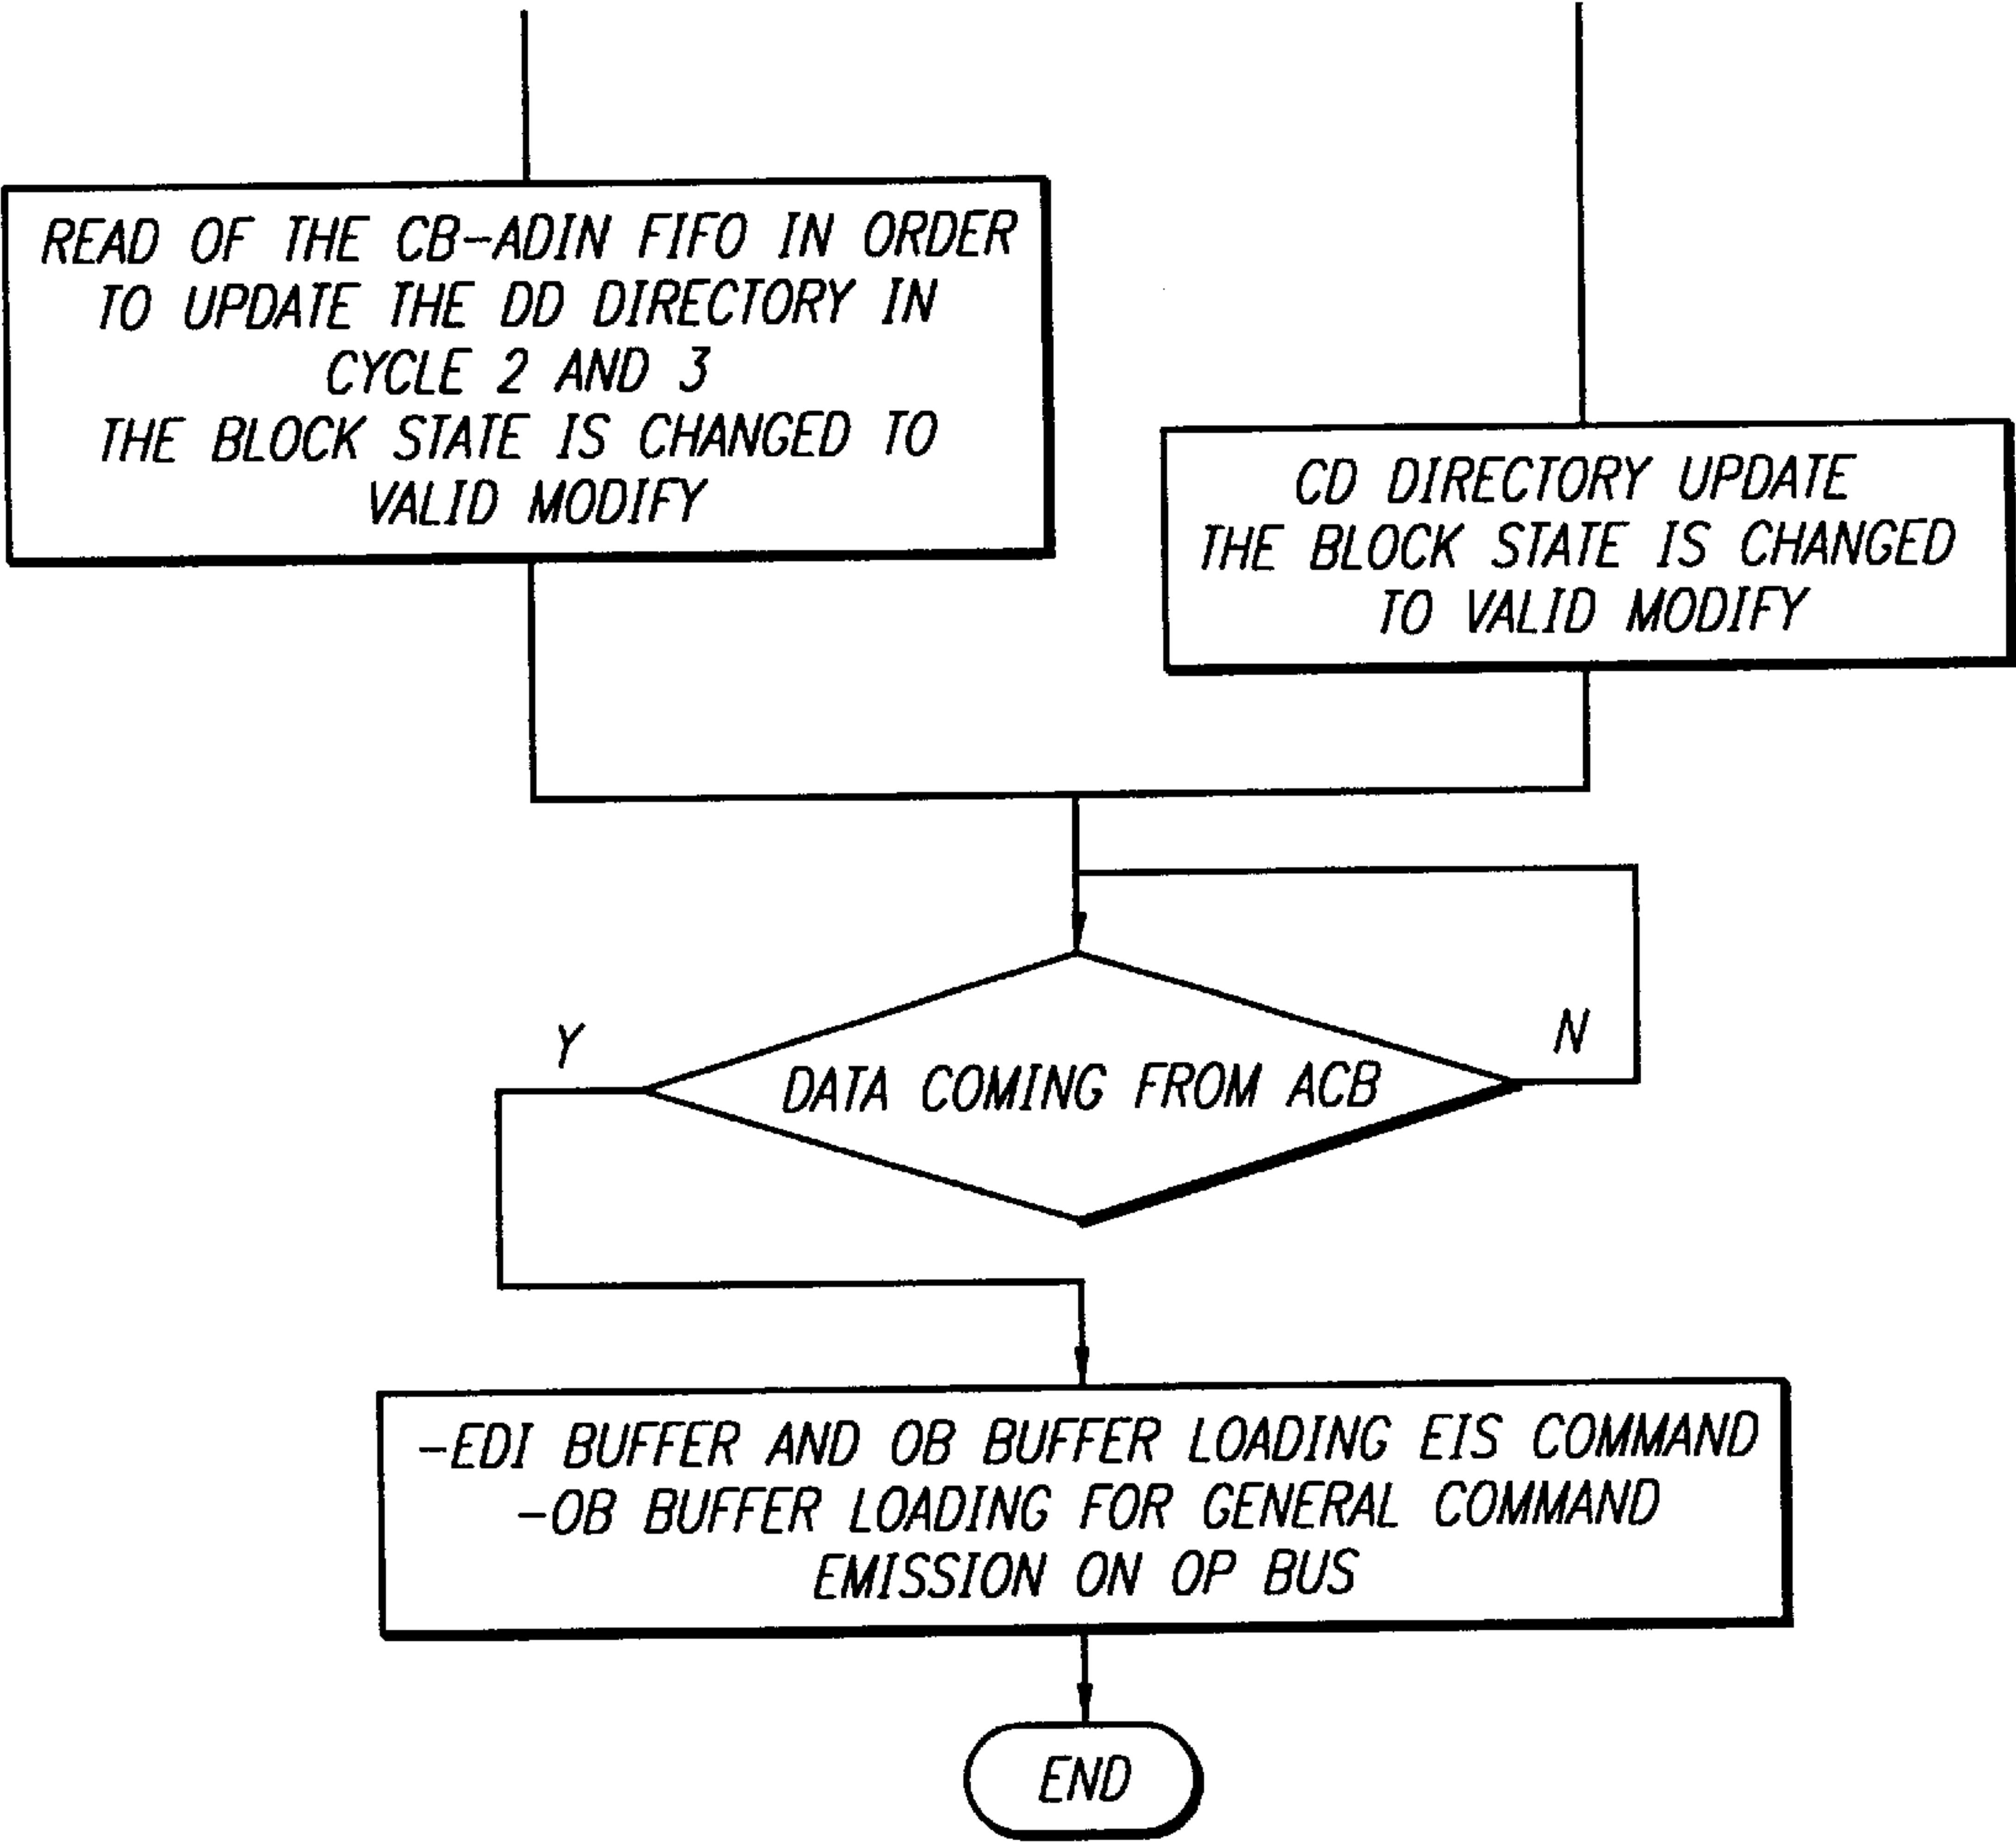 READ OF THE CB-ADIN FIFO IN ORDER
TO UPDATE THE DD DIRECTORY IN
CYCLE 2 AND 3
THE BLOCK STATE IS CHANGED TO
VALID MODIFY
CD DIRECTORY UPDATE
THE BLOCK STATE IS CHANGED
TO VALID MODIFY
Y
N
DATA COMING FROM ACB
-EDI BUFFER AND OB BUFFER LOADING EIS COMMAND
-OB BUFFER LOADING FOR GENERAL COMMAND
EMISSION ON OP BUS
END